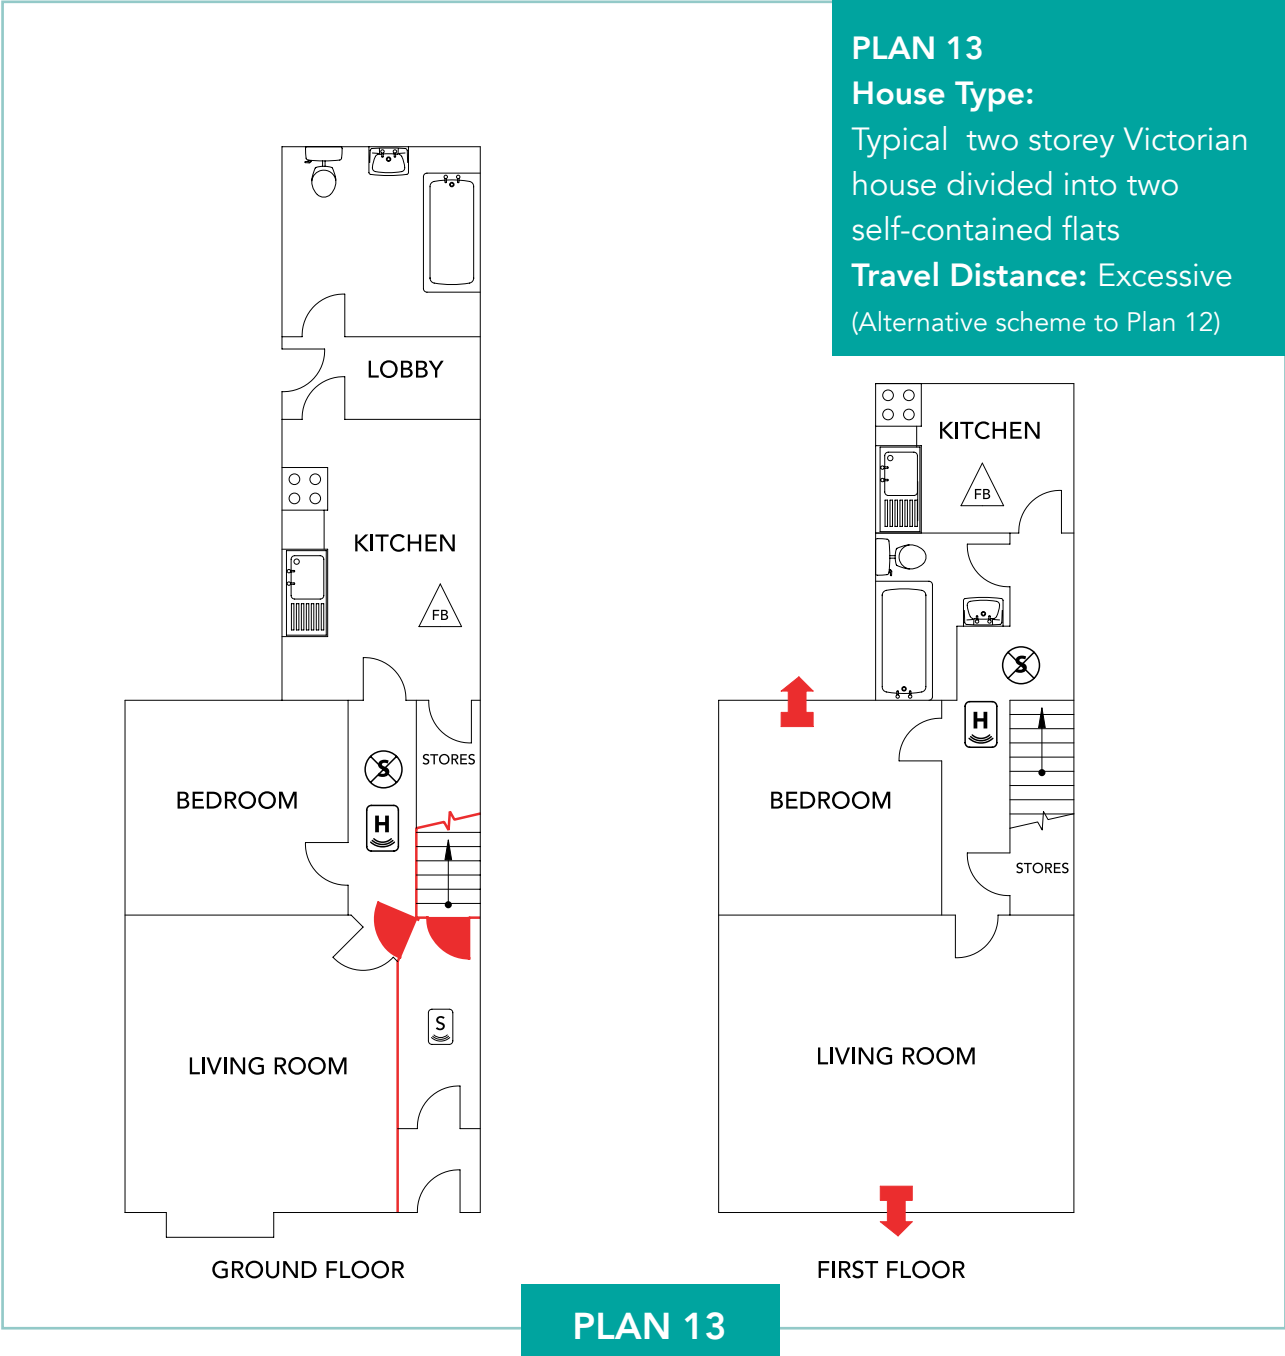 PLAN 13
House Type:
Typical two storey Victorian
house divided into two
self-contained flats
Travel Distance: Excessive
(Alternative scheme to Plan 12)
LOBBY
KITCHEN
FB
STORES
S
BEDROOM
H
S
LIVING ROOM
GROUND FLOOR
KITCHEN
FB
S
H
BEDROOM
STORES
LIVING ROOM
FIRST FLOOR
PLAN 13